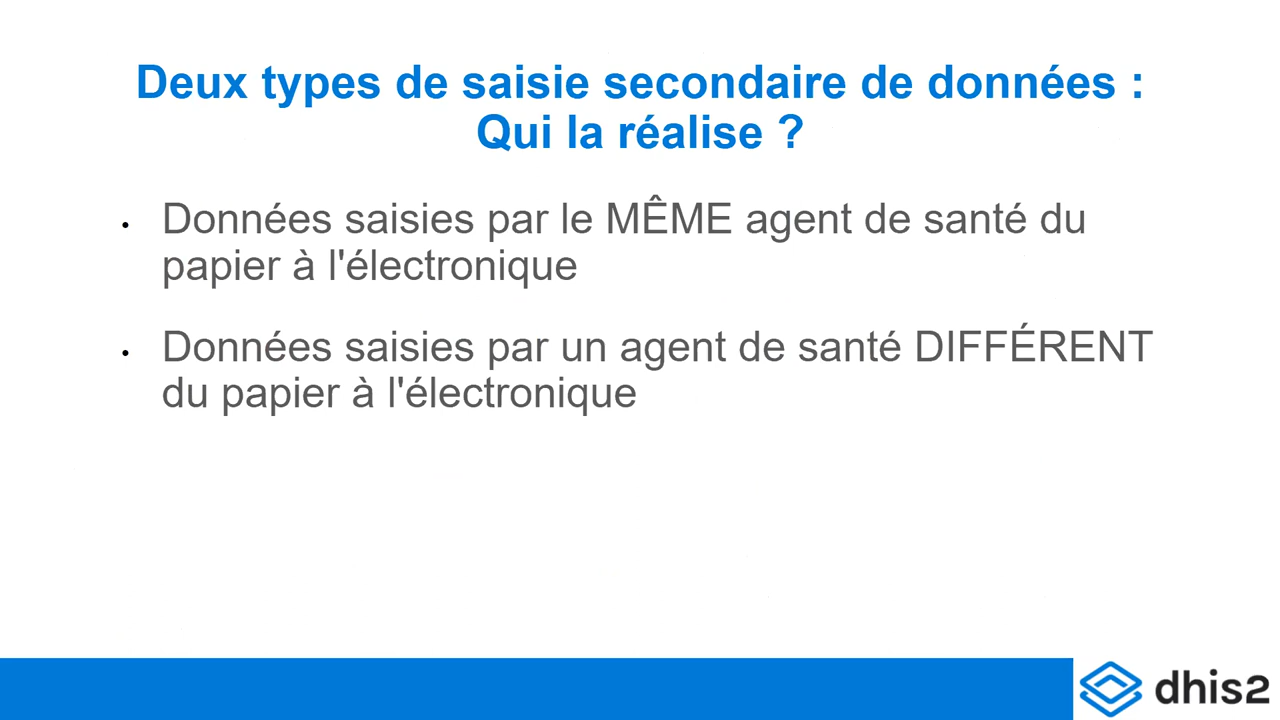 Deux types de saisie secondaire de données :
Qui la réalise ?
• Données saisies par le MÊME agent de santé du
papier à l'électronique
• Données saisies par un agent de santé DIFFÉRENT
du papier à l'électronique
dhis2